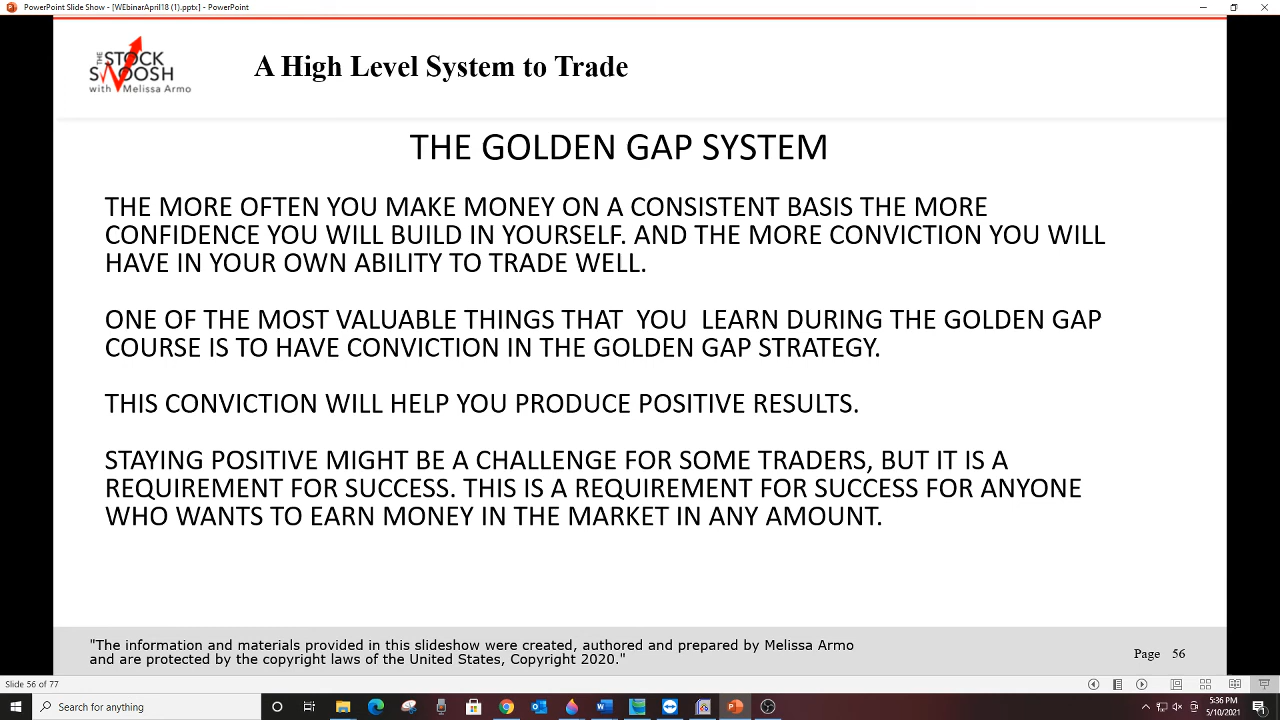 PowerPoint Slide Show - [WEbinarApril18 (1).pptx] - PowerPoint
THE
STOCK
SWOOSH
with Melissa Armo
A High Level System to Trade
THE GOLDEN GAP SYSTEM
THE MORE OFTEN YOU MAKE MONEY ON A CONSISTENT BASIS THE MORE
CONFIDENCE YOU WILL BUILD IN YOURSELF. AND THE MORE CONVICTION YOU WILL
HAVE IN YOUR OWN ABILITY TO TRADE WELL.
ONE OF THE MOST VALUABLE THINGS THAT  YOU  LEARN DURING THE GOLDEN GAP
COURSE IS TO HAVE CONVICTION IN THE GOLDEN GAP STRATEGY.
THIS CONVICTION WILL HELP YOU PRODUCE POSITIVE RESULTS.
STAYING POSITIVE MIGHT BE A CHALLENGE FOR SOME TRADERS, BUT IT IS A
REQUIREMENT FOR SUCCESS. THIS IS A REQUIREMENT FOR SUCCESS FOR ANYONE
WHO WANTS TO EARN MONEY IN THE MARKET IN ANY AMOUNT.
"The information and materials provided in this slideshow were created, authored and prepared by Melissa Armo
and are protected by the copyright laws of the United States, Copyright 2020."
Page 56
Slide 56 of 77
Search for anything
5:36 PM
5/10/2021